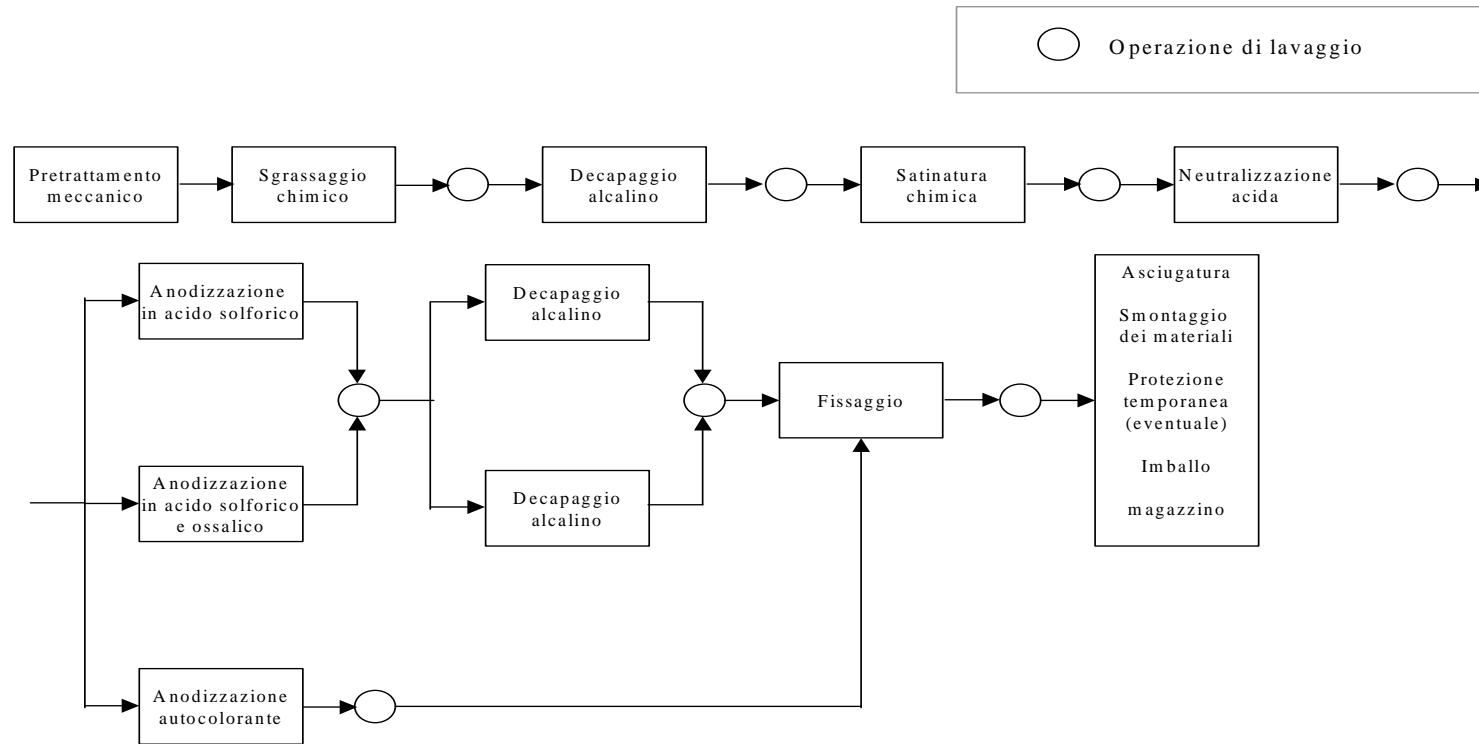 Operazione di lavaggio
Pretrattamento
meccanico
Sgrassaggio
chimico
Decapaggio
alcalino
Satinatura
chimica
Neutralizzazione
acida
Anodizzazione
in acido solforico
Decapaggio
alcalino
Asciugatura
Smontaggio
dei materiali
Protezione
temporanea
(eventuale)
Imballo
magazzino
Fissaggio
Anodizzazione
in acido solforico
e ossalico
Decapaggio
alcalino
Anodizzazione
autocolorante